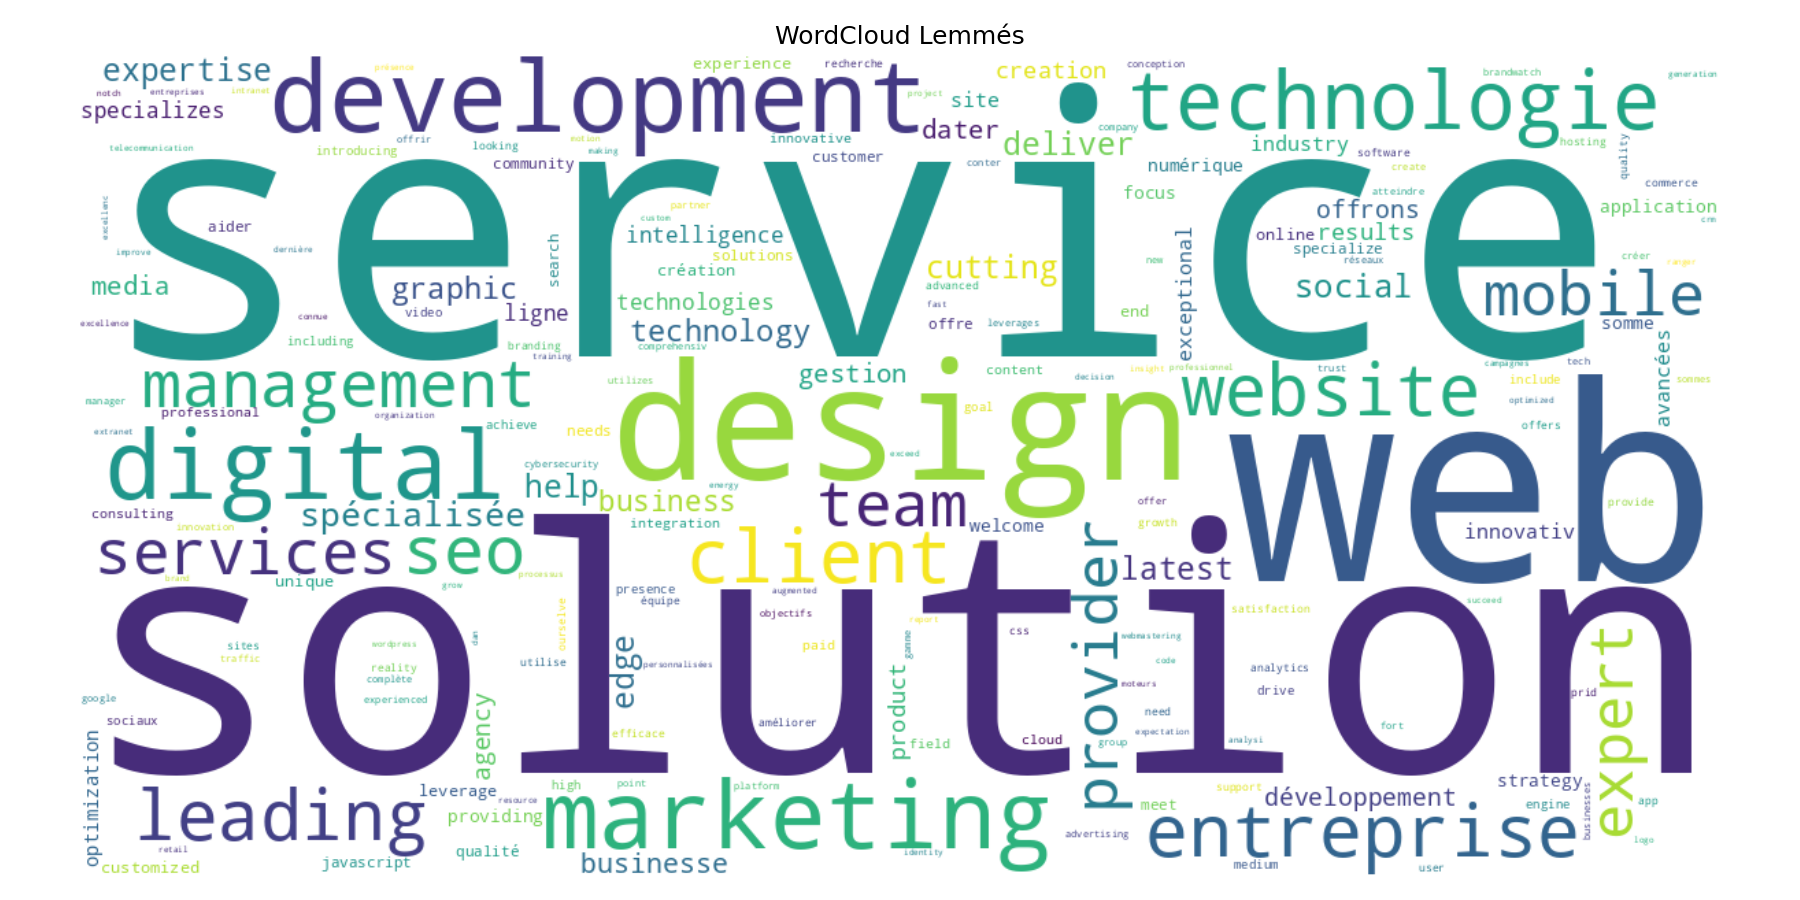 WordCloud Lemmés
expertise
development
experience
recherche
creation
conception
technologie
brandwatch
generation
présence
notch
entreprises
intranet
specializes
project
site
dater
company
deliver
industry
hosting
offrir
motion
innovative
telecommunication
introducing
looking
making
community
customer
conter
numérique
software
create
quality
commerce
service
focus
atteindre
offrons
application
crm
partner
custom
aider
intelligence
search
exceptional
online
results
specialize
réseaux
improve
dernière
solutions
création
cutting
new
créer
ranger
media
graphic
technologies
advanced
social
mobile
excellence
connue
video
ligne
technology
fast
offre
leverages
end
somme
including
branding
training
comprehensiv
avancées
management
gestion
content
decision
insight
professionnel
website
trust
campagnes
tech
include
sommes
utilizes
manager
professional
organization
design
goal
optimized
achieve
needs
offers
extranet
digital
exceed
web
cybersecurity
help
energy
business
team
offer
provide
consulting
spécialisée
innovation
integration
welcome
growth
innovativ
services
seo
client
latest
provider
unique
brand
grow
processus
presence
équipe
augmented
solution
objectifs
satisfaction
succeed
ourselve
report
css
webmastering
expert
sites
traffic
wordpress
dan
edge
paid
gamme
code
reality
complète
utilise
personnalisées
analytics
experienced
moteurs
drive
prid
google
sociaux
agency
améliorer
product
need
fort
efficace
field
cloud
group
expectation
analysi
optimization
leverage
high
point
platform
support
strategy
leading
resource
providing
marketing
meet
développement
engine
app
businesses
retail
qualité
advertising
entreprise
logo
customized
javascript
businesse
identity
medium
user